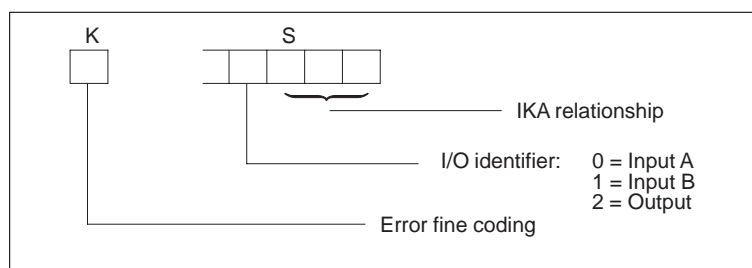 K S
IKA relationship
I/O identifier: 0 = Input A
1 = Input B
2 = Output
Error fine coding